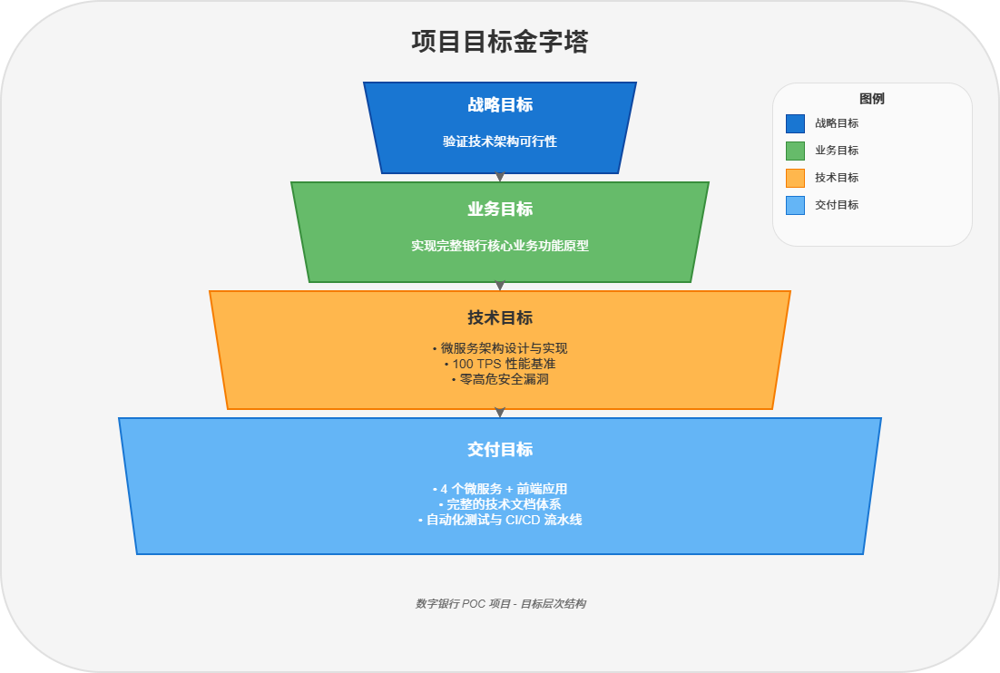 项目目标金字塔
战略目标
验证技术架构可行性
业务目标
实现完整银行核心业务功能原型
技术目标
• 微服务架构设计与实现
• 100 TPS 性能基准
• 零高危安全漏洞
交付目标
• 4 个微服务 + 前端应用
• 完整的技术文档体系
• 自动化测试与 CI/CD 流水线
图例
战略目标
业务目标
技术目标
交付目标
数字银行 POC 项目 - 目标层次结构